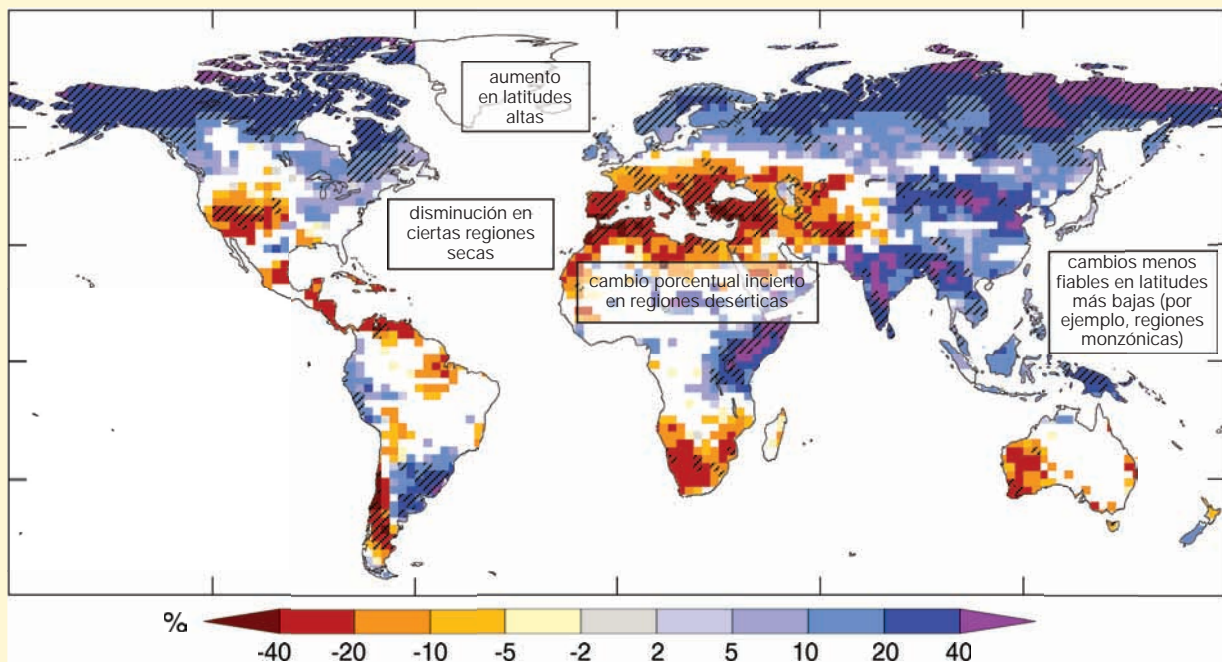 aumento
en latitudes
altas
disminución en
ciertas regiones
secas
cambio porcentual incierto
en regiones desérticas
cambios menos
fiables en latitudes
más bajas (por
ejemplo, regiones
monzónicas)
%
-40 -20 -10 -5 -2 2 5 10 20 40